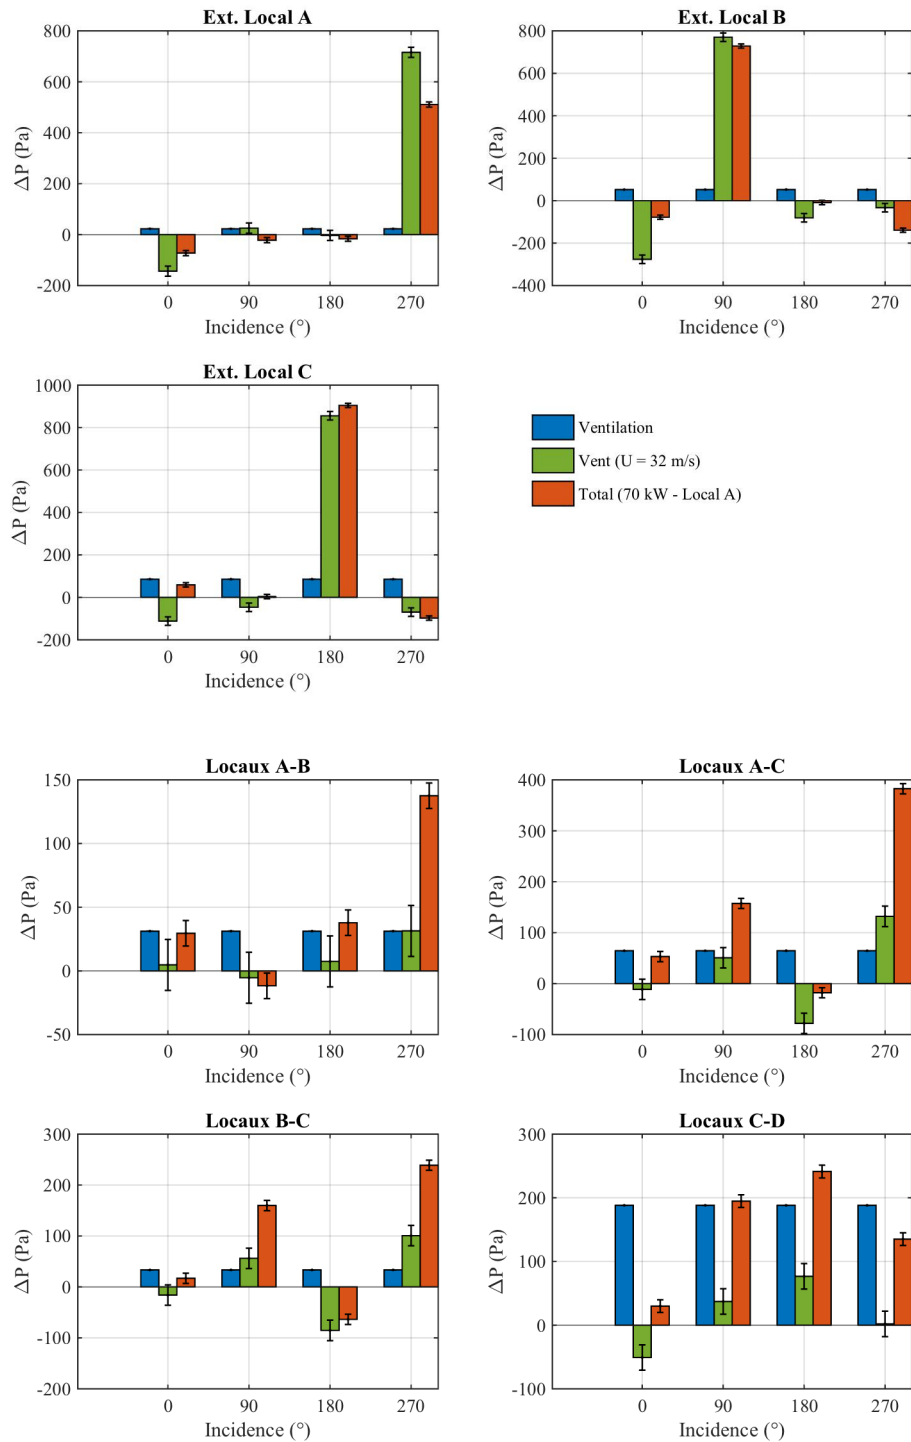 Ext. Local A
800
600
400
200
0
-200
ΔP (Pa)
0 90 180 270
Incidence (°)
Ext. Local B
800
600
400
200
0
-200
-400
ΔP (Pa)
0 90 180 270
Incidence (°)
Ext. Local C
1000
800
600
400
200
0
-200
ΔP (Pa)
0 90 180 270
Incidence (°)
Ventilation
Vent (U = 32 m/s)
Total (70 kW - Local A)
Locaux A-B
150
100
50
0
-50
ΔP (Pa)
0 90 180 270
Incidence (°)
Locaux A-C
400
300
200
100
0
-100
ΔP (Pa)
0 90 180 270
Incidence (°)
Locaux B-C
300
200
100
0
-100
-200
ΔP (Pa)
0 90 180 270
Incidence (°)
Locaux C-D
300
200
100
0
-100
ΔP (Pa)
0 90 180 270
Incidence (°)